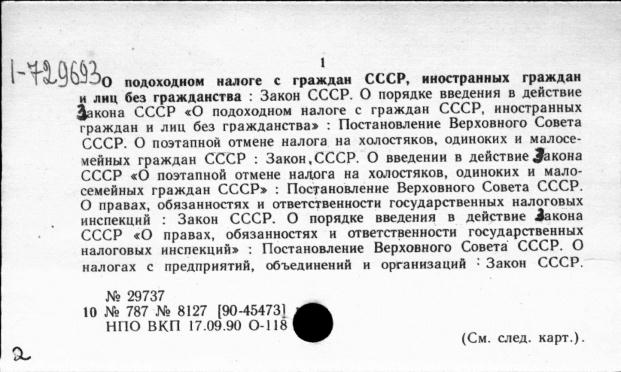 1
1-729693
О подоходном налоге с граждан СССР, иностранных граждан
и лиц без гражданства : Закон СССР. О порядке введения в действие
Закона СССР «О подоходном налоге с граждан СССР, иностранных
граждан и лиц без гражданства» : Постановление Верховного Совета
СССР. О поэтапной отмене налога на холостяков, одиноких и малосе-
мейных граждан СССР : Закон СССР. О введении в действие Закона
СССР «О поэтапной отмене налога на холостяков, одиноких и мало-
семейных граждан СССР» : Постановление Верховного Совета СССР.
О правах, обязанностях и ответственности государственных налоговых
инспекций : Закон СССР. О порядке введения в действие Закона
СССР «О правах, обязанностях и ответственности государственных
налоговых инспекций» : Постановление Верховного Совета СССР. О
налогах с предприятий, объединений и организаций : Закон СССР.
№ 29737
10 № 787 № 8127 [90-45473]
НПО ВКП 17.09.90 О-118
(См. след. карт.).
2